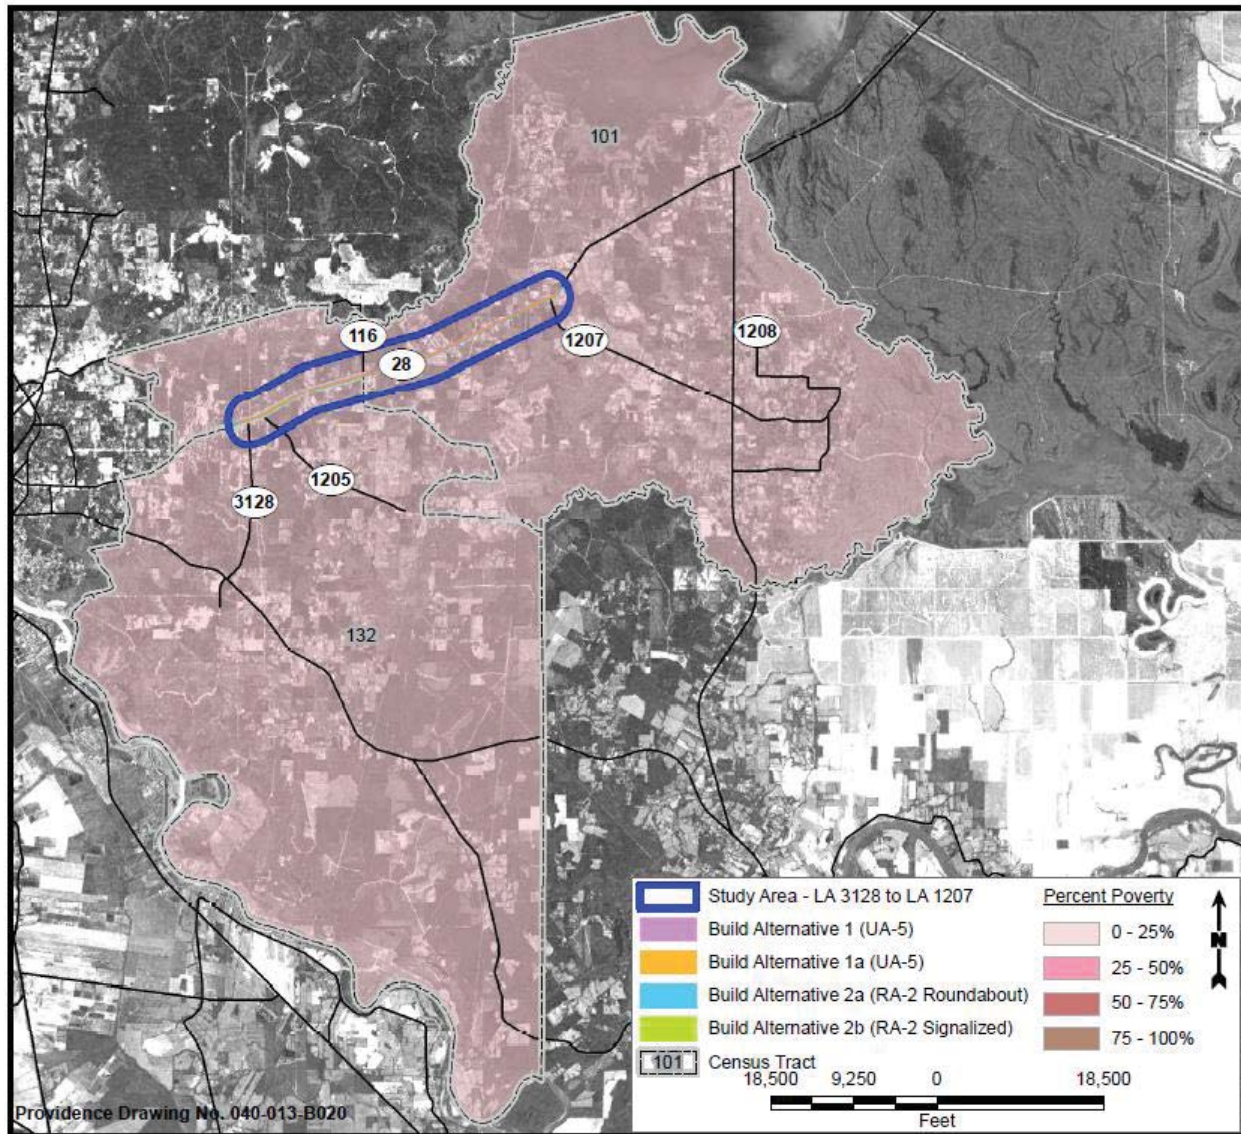 101
116
28
1207
1208
1205
3128
132
Study Area - LA 3128 to LA 1207
Build Alternative 1 (UA-5)
Build Alternative 1a (UA-5)
Build Alternative 2a (RA-2 Roundabout)
Build Alternative 2b (RA-2 Signalized)
101 Census Tract
Percent Poverty
0 - 25%
25 - 50%
50 - 75%
75 - 100%
N
18,500 9,250 0 18,500
Feet
Providence Drawing No. 040-013-B020